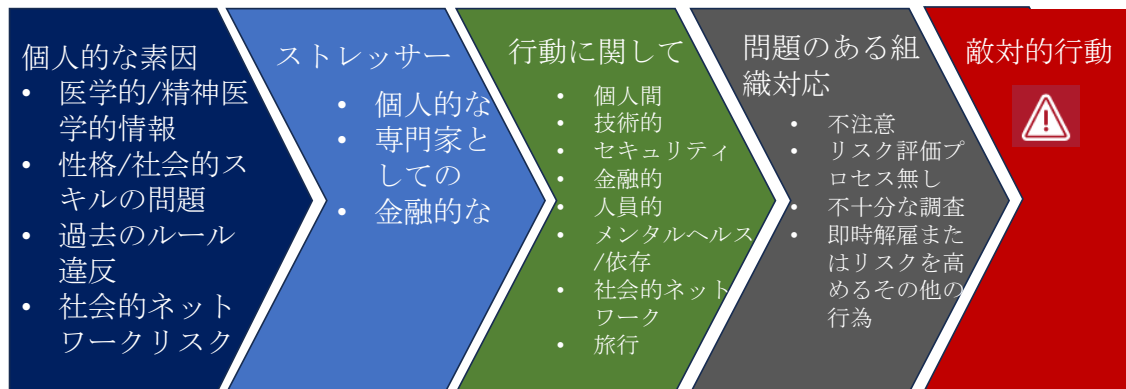 個人的な素因
• 医学的/精神医
学的情報
• 性格/社会的ス
キルの問題
• 過去のルール
違反
• 社会的ネット
ワークリスク
ストレッサー
• 個人的な
• 専門家と
しての
• 金融的な
行動に関して
• 個人間
• 技術的
• セキュリティ
• 金融的
• 人員的
• メンタルヘルス
/依存
• 社会的ネット
ワーク
• 旅行
問題のある組
織対応
• 不注意
• リスク評価プ
ロセス無し
• 不十分な調査
• 即時解雇また
はリスクを高
めるその他の
行為
敵対的行動